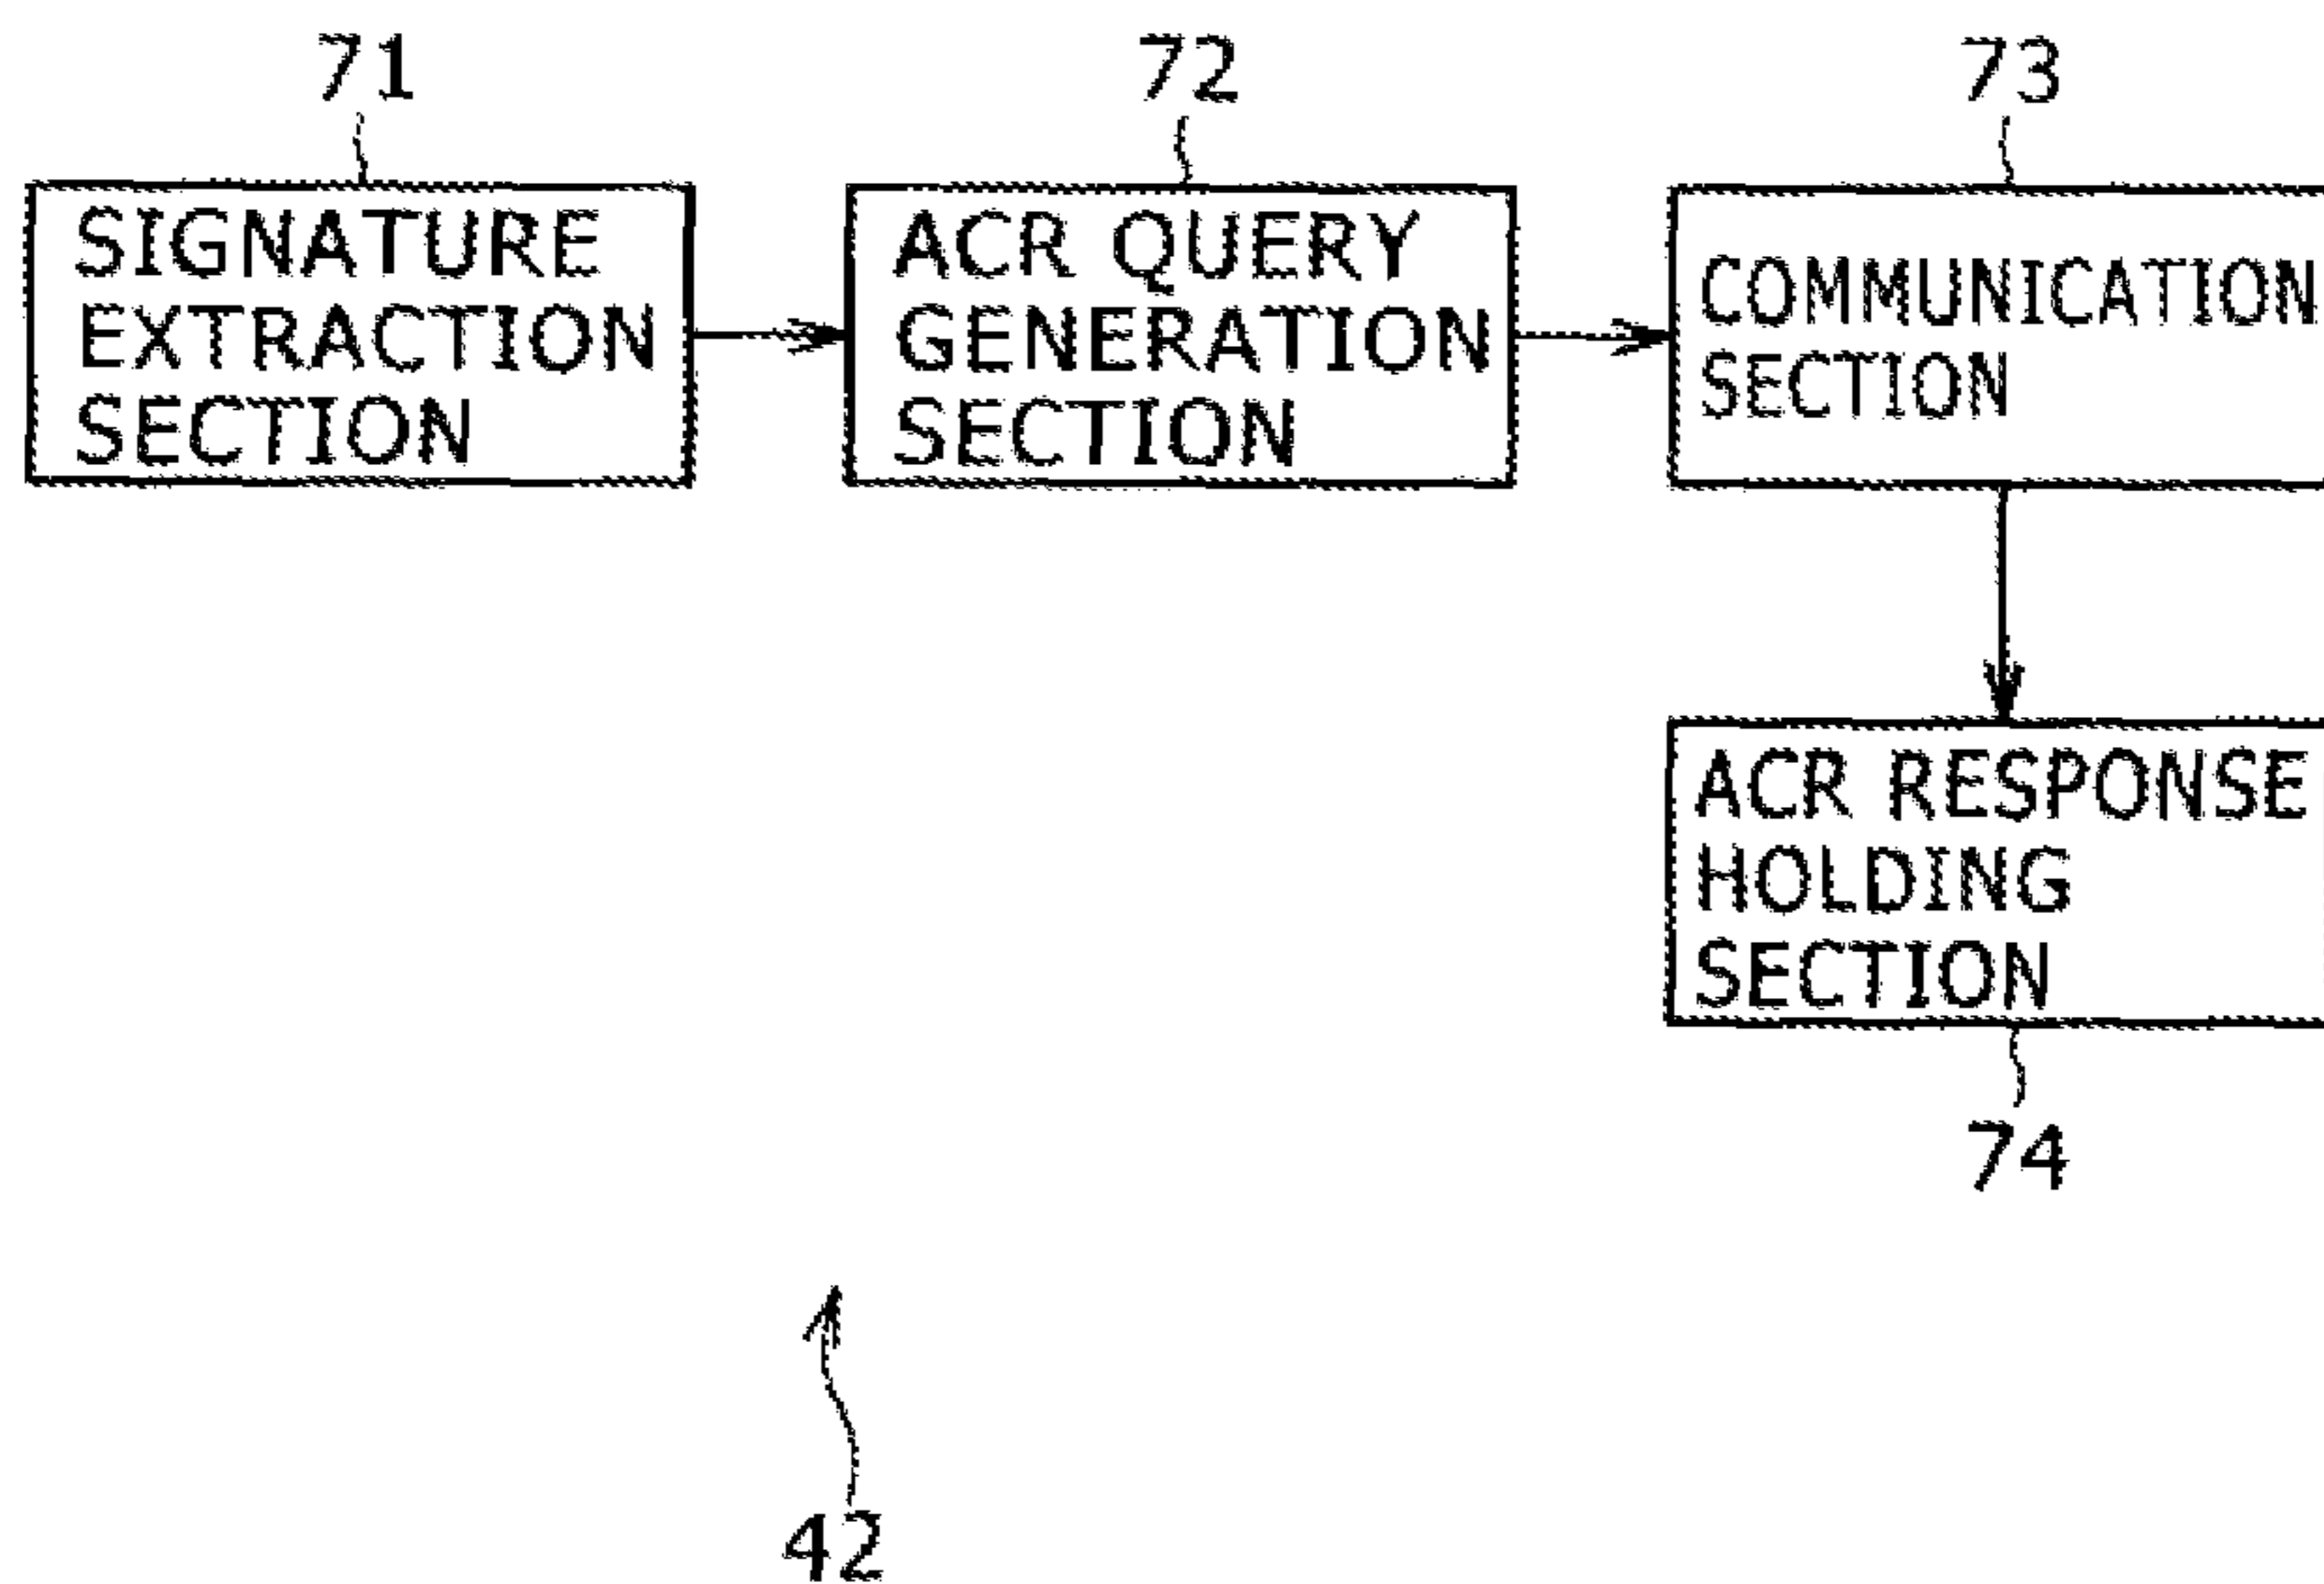 71
72
73
SIGNATURE
EXTRACTION
SECTION
ACR QUERY
GENERATION
SECTION
COMMUNICATION
SECTION
ACR RESPONSE
HOLDING
SECTION
74
42